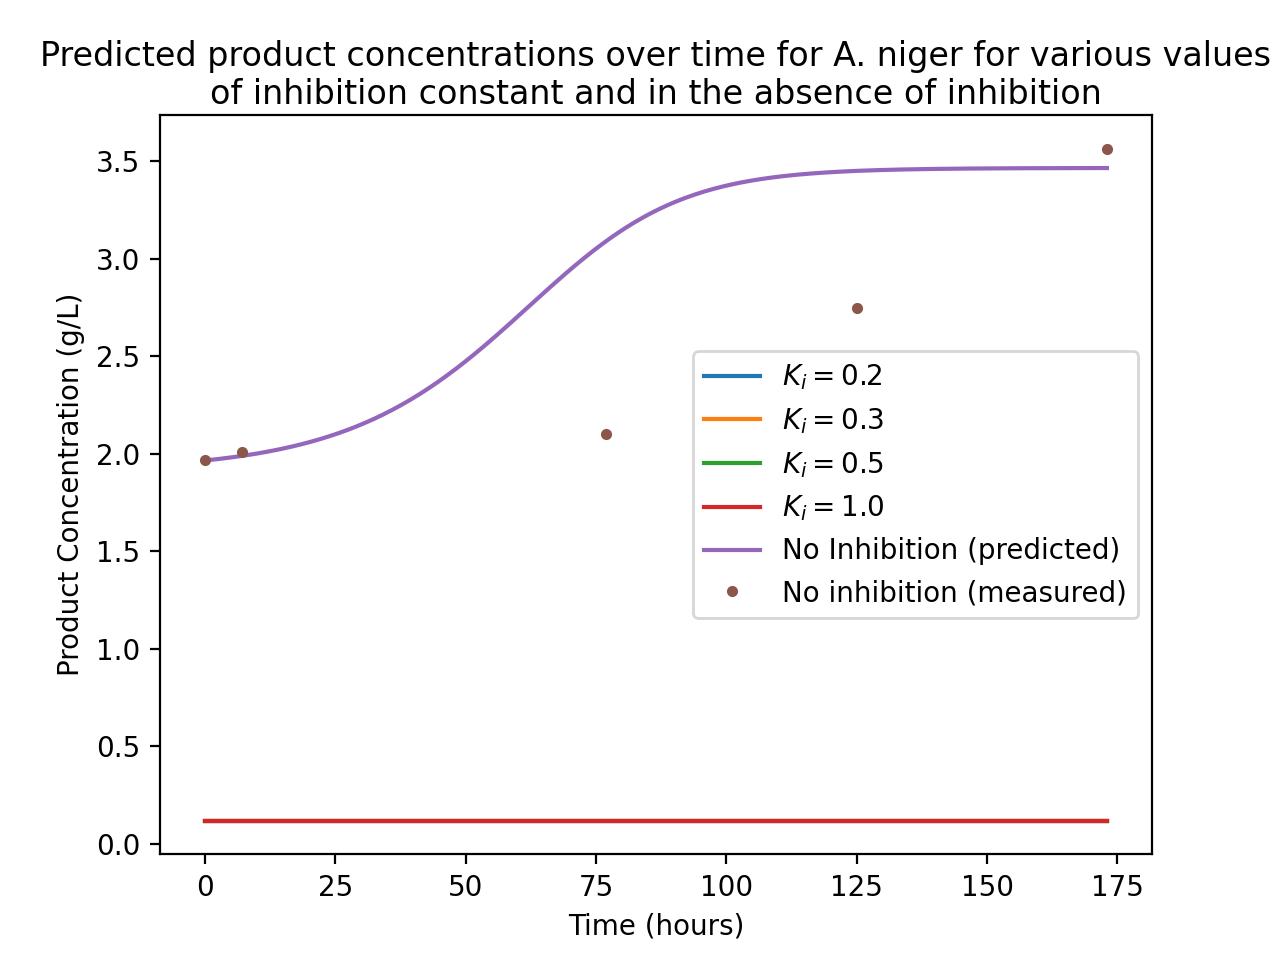 Predicted product concentrations over time for A. niger for various values
of inhibition constant and in the absence of inhibition
Product Concentration (g/L)
3.5
3.0
2.5
2.0
1.5
1.0
0.5
0.0
K_i = 0.2
K_i = 0.3
K_i = 0.5
K_i = 1.0
No Inhibition (predicted)
No inhibition (measured)
0 25 50 75 100 125 150 175
Time (hours)